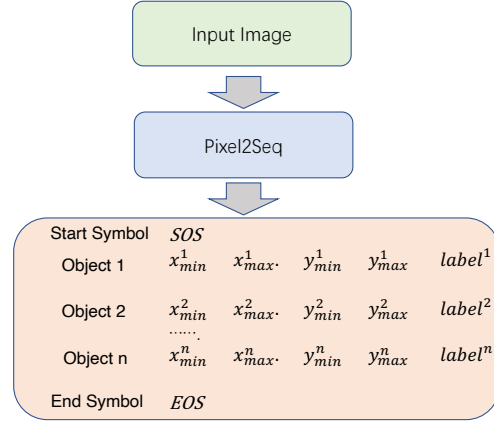 Input Image
Pixel2Seq
Start Symbol SOS
Object 1 x¹min x¹max. y¹min y¹max label¹
Object 2 x²min x²max. y²min y²max label²
…….
Object n xⁿmin xⁿmax. yⁿmin yⁿmax labelⁿ
End Symbol EOS